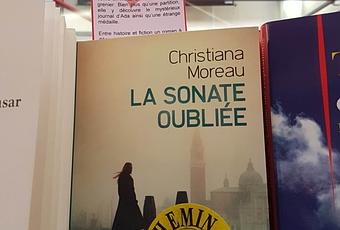 grenier. Bien plus qu'une partition,
elle y découvre le mystérieux
journal d'Ada ainsi qu'une étrange
médaille.
Entre histoire et fiction un roman à
Christiana
Moreau
LA SONATE
OUBLIÉE
sar
HEMIN